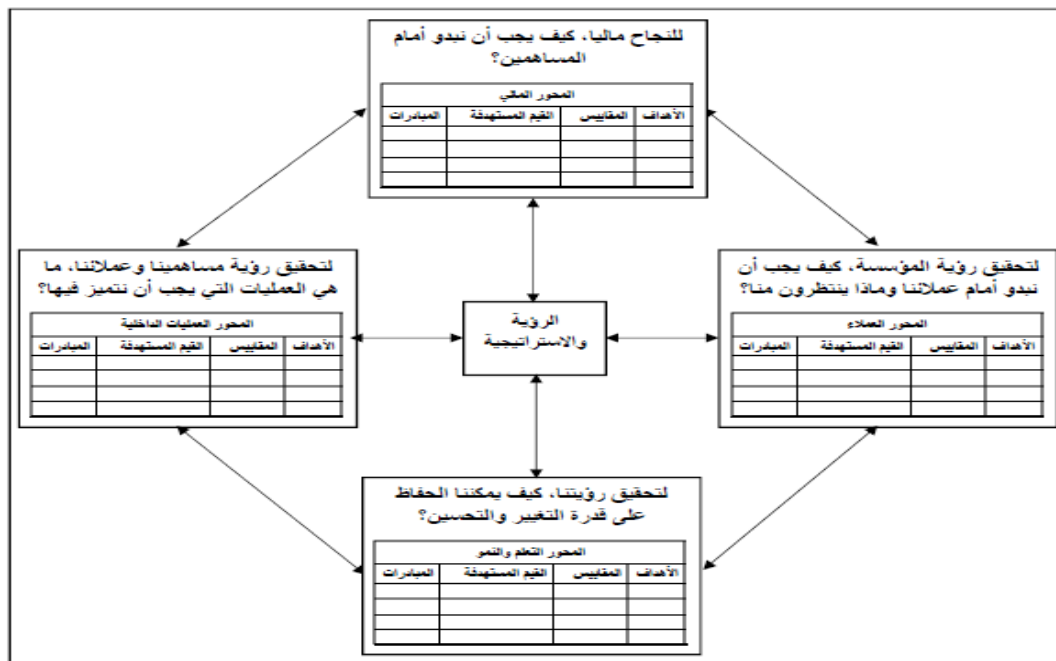 للنجاح ماليا، كيف يجب أن نبدو أمام
المساهمين؟
المحور المالي
الأهداف المقاييس القيم المستهدفة المبادرات
لتحقيق رؤية المؤسسة، كيف يجب أن
نبدو أمام عملائنا وماذا ينتظرون منا؟
المحور العملاء
الأهداف المقاييس القيم المستهدفة المبادرات
الرؤية
والاستراتيجية
لتحقيق رؤية مساهمينا وعملائنا، ما
هي العمليات التي يجب أن نتميز فيها؟
المحور العمليات الداخلية
الأهداف المقاييس القيم المستهدفة المبادرات
لتحقيق رؤيتنا، كيف يمكننا الحفاظ
على قدرة التغيير والتحسين؟
المحور التعلم والنمو
الأهداف المقاييس القيم المستهدفة المبادرات